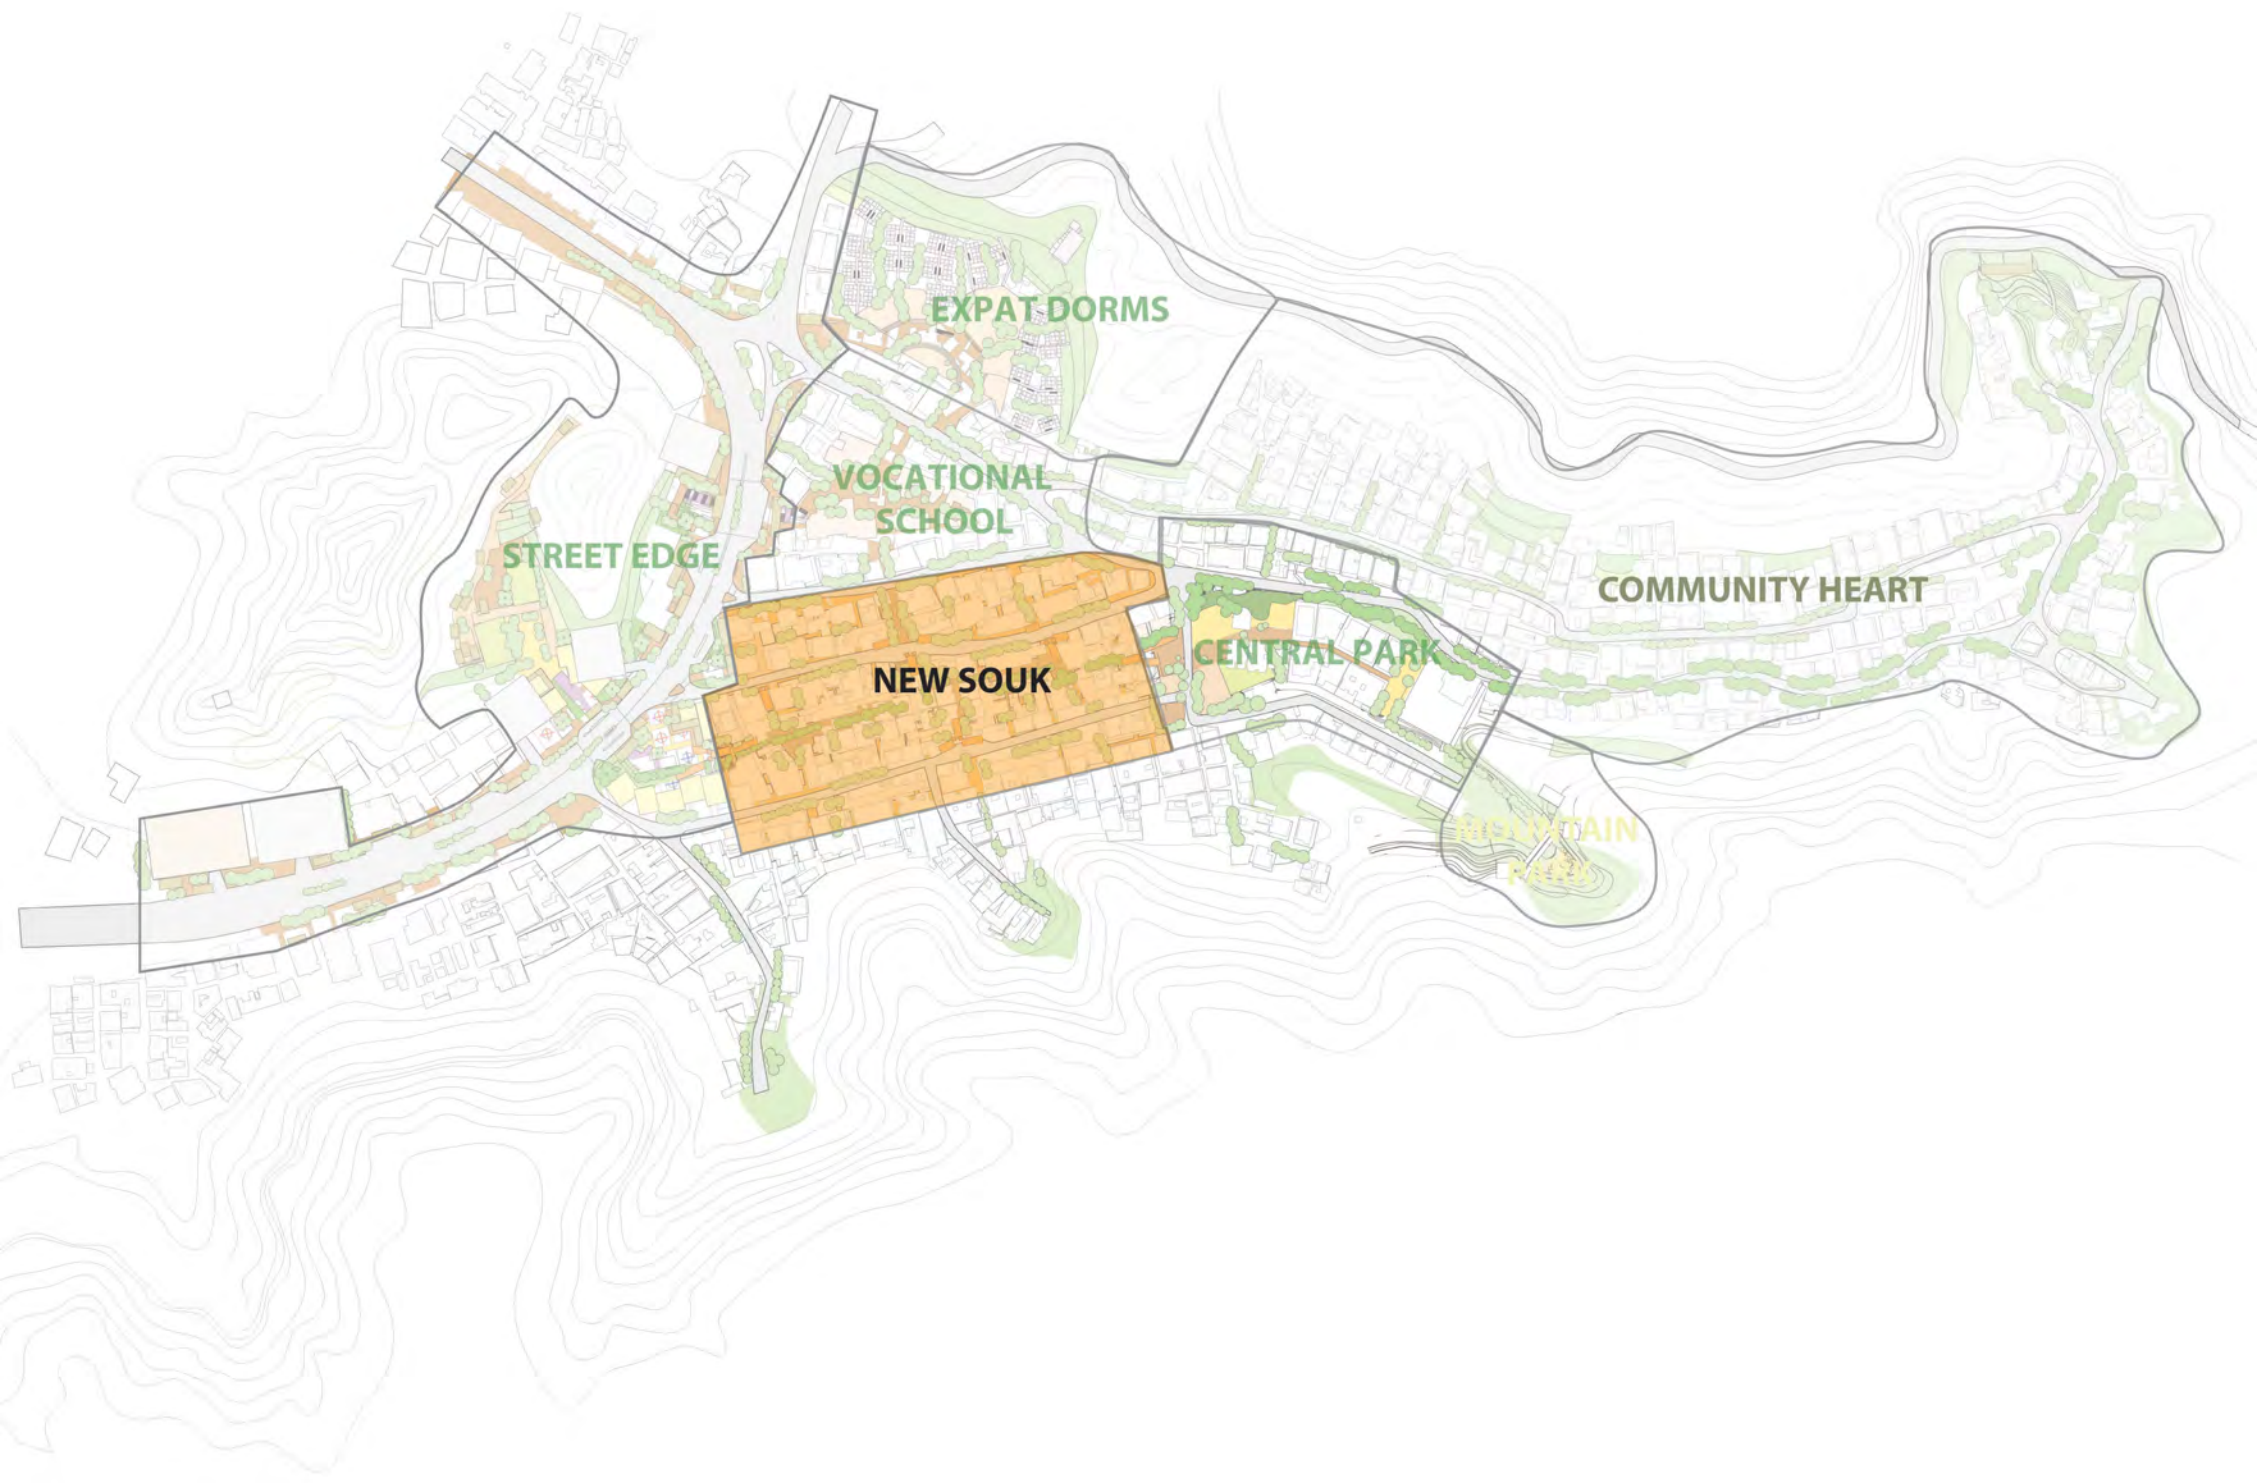 EXPAT DORMS
VOCATIONAL
SCHOOL
STREET EDGE
COMMUNITY HEART
CENTRAL PARK
NEW SOUK
MOUNTAIN
PARK